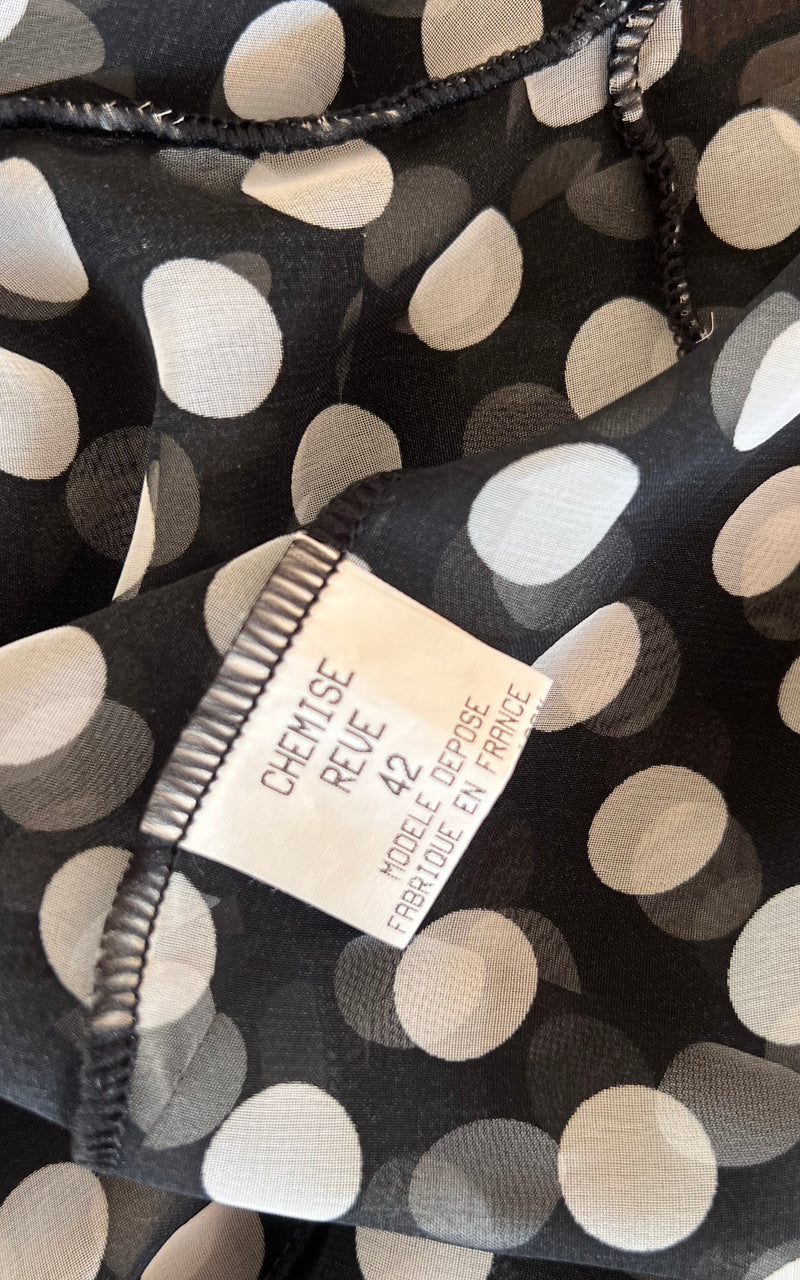 CHEMISE
REVE
42
MODELE DEPOSE
FABRIQUE EN FRANCE